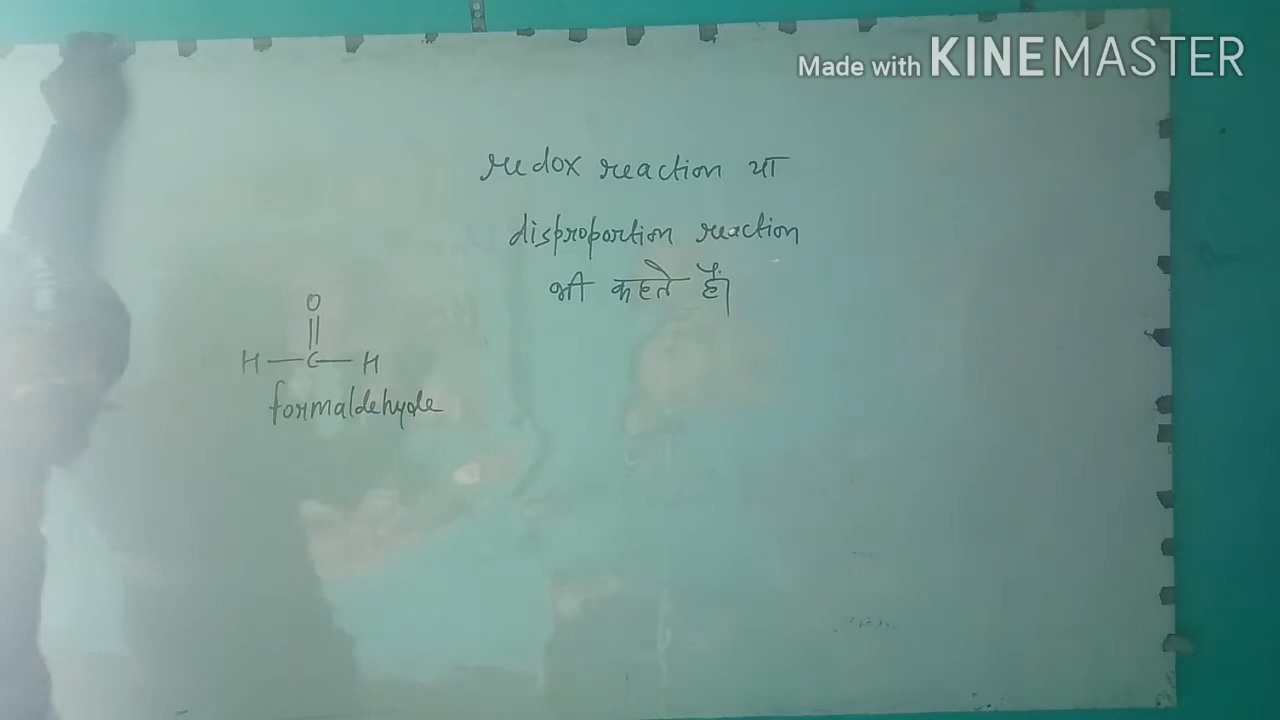 Made with KINEMASTER
redox reaction या
disproportion reaction
भी कहते हैं।
O
H—C—H
formaldehyde